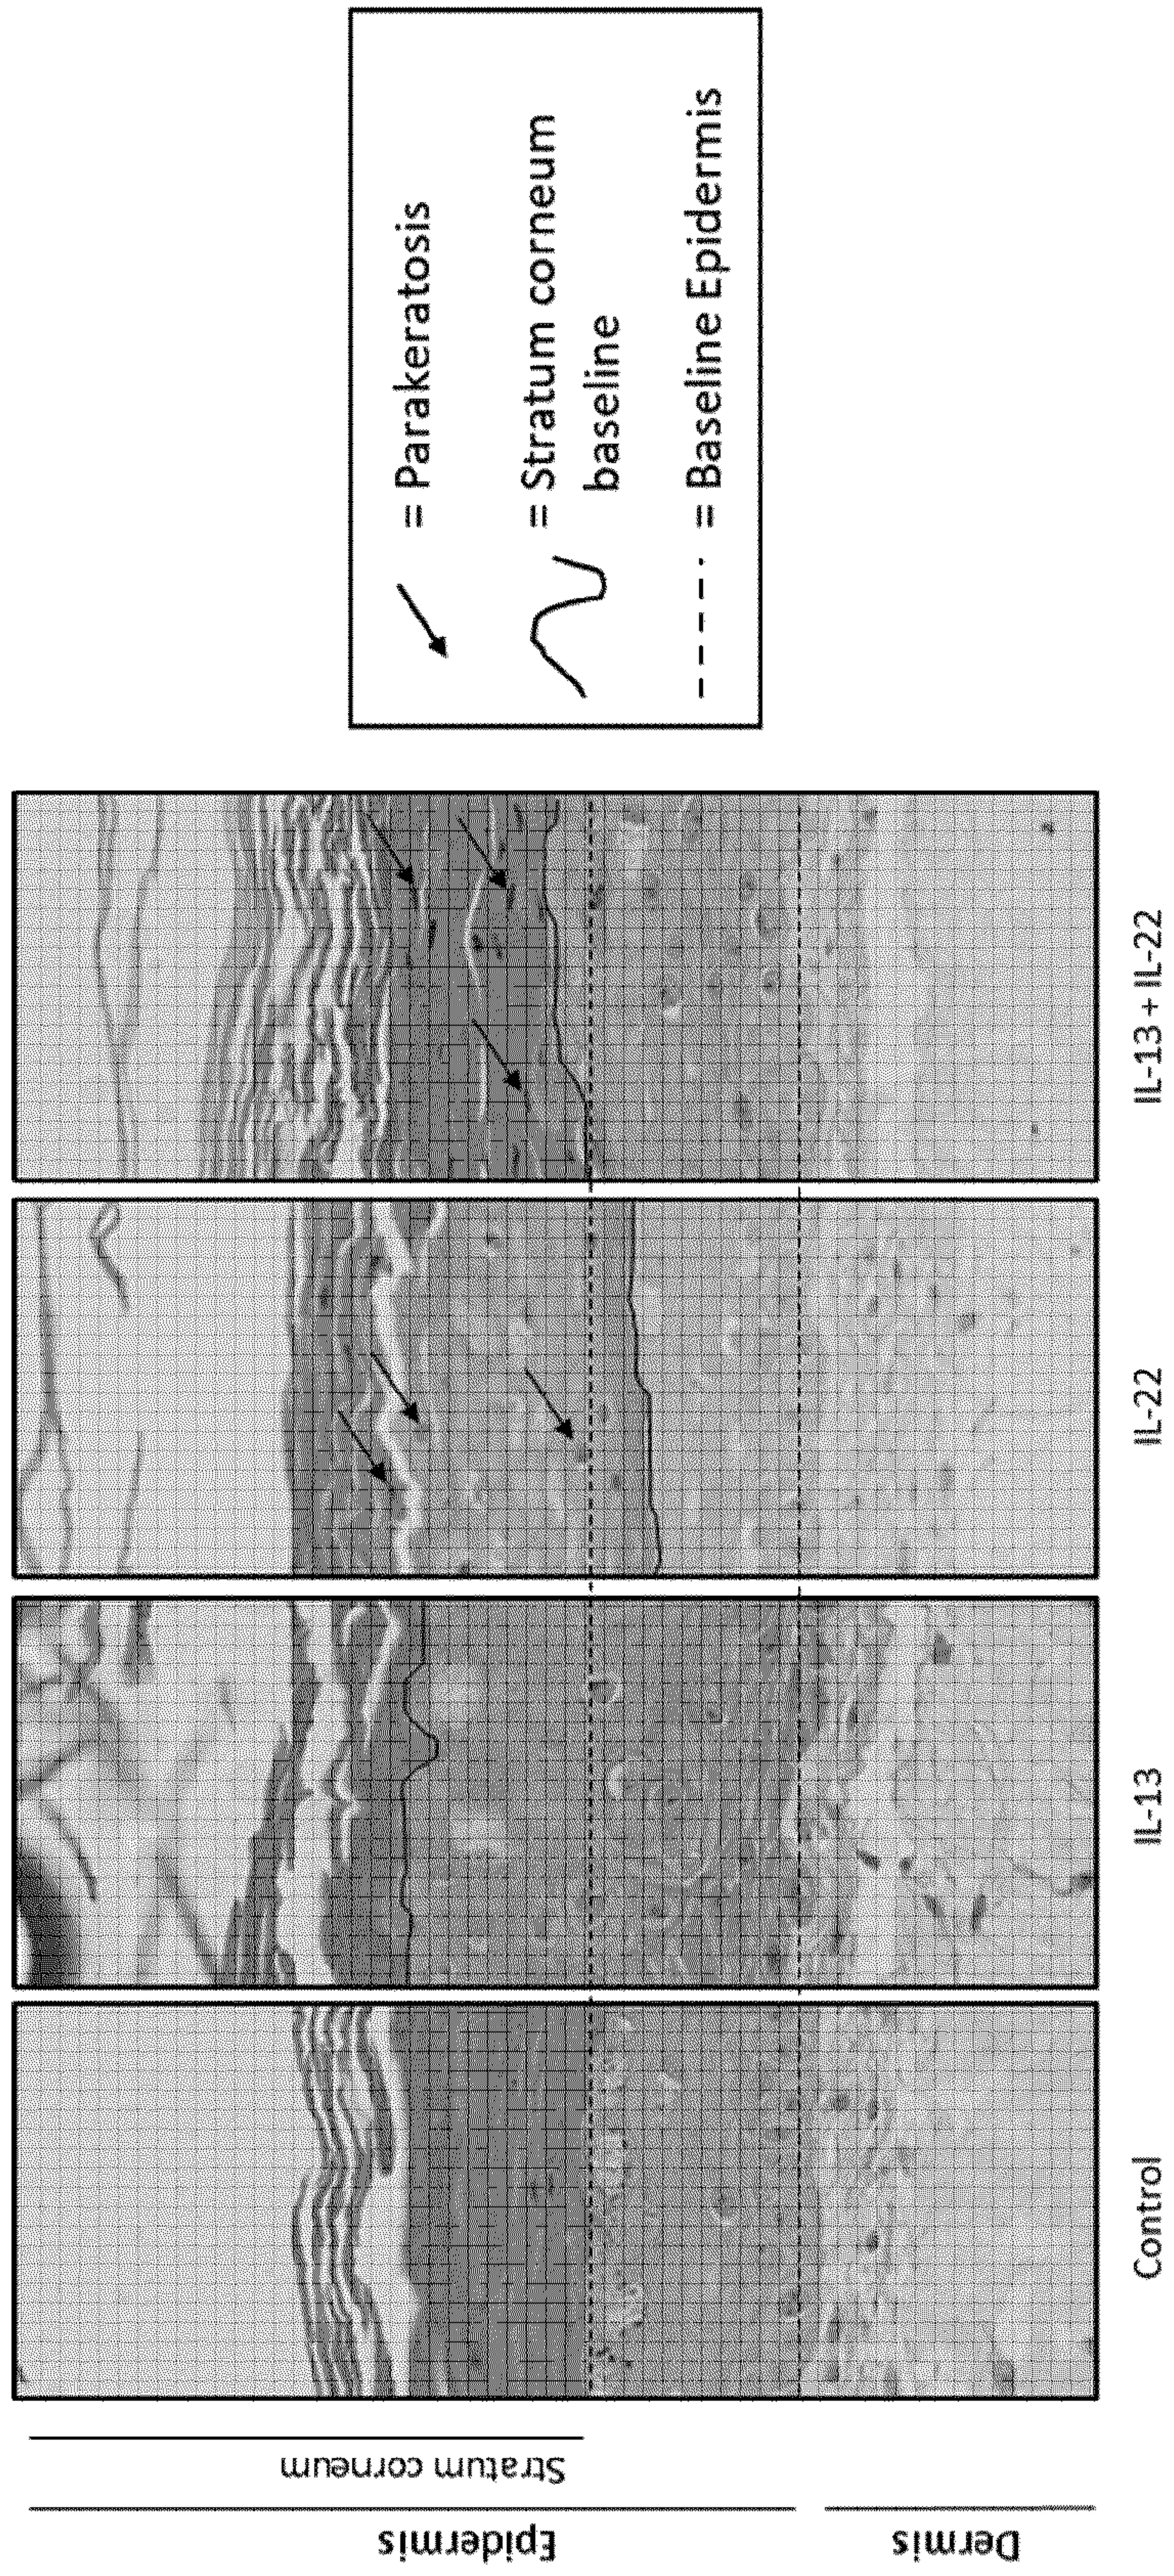 Epidermis
Stratum corneum
Dermis
Control
IL-13
IL-22
IL-13 + IL-22
= Parakeratosis
= Stratum corneum
baseline
= Baseline Epidermis